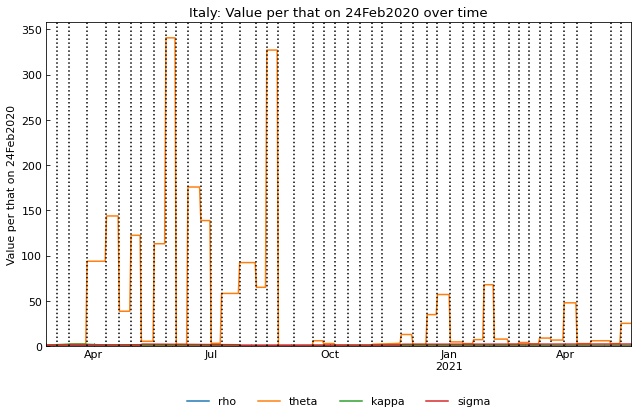 Italy: Value per that on 24Feb2020 over time
Value per that on 24Feb2020
350
300
250
200
150
100
50
0
Apr
Jul
Oct
Jan
2021
Apr
rho
theta
kappa
sigma